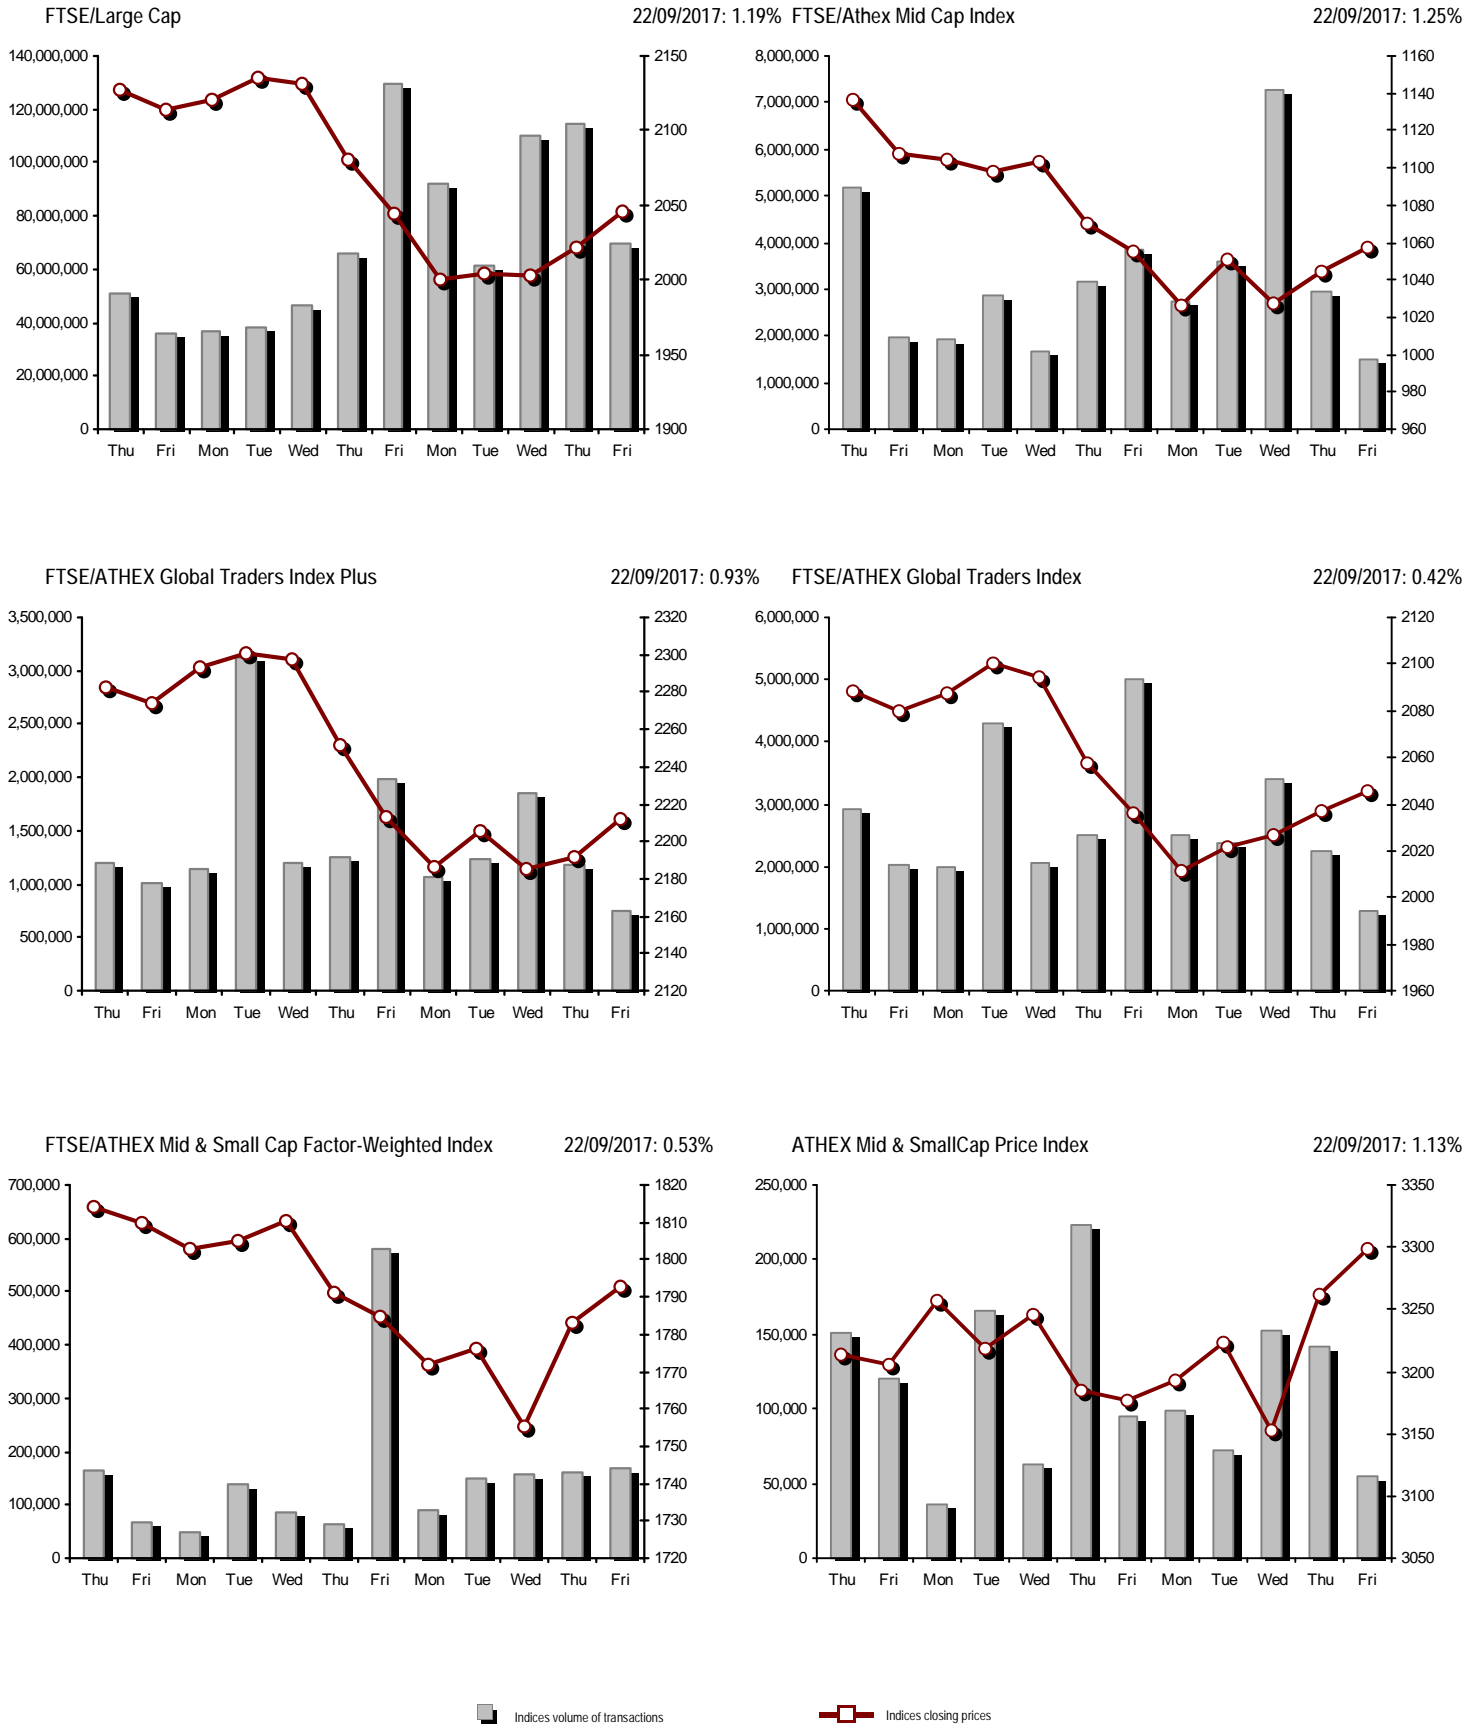 FTSE/Large Cap 22/09/2017: 1.19%
140,000,000 120,000,000 100,000,000 80,000,000 60,000,000 40,000,000 20,000,000 0
2150 2100 2050 2000 1950 1900
Thu Fri Mon Tue Wed Thu Fri Mon Tue Wed Thu Fri
FTSE/Athex Mid Cap Index 22/09/2017: 1.25%
8,000,000 7,000,000 6,000,000 5,000,000 4,000,000 3,000,000 2,000,000 1,000,000 0
1160 1140 1120 1100 1080 1060 1040 1020 1000 980 960
Thu Fri Mon Tue Wed Thu Fri Mon Tue Wed Thu Fri
FTSE/ATHEX Global Traders Index Plus 22/09/2017: 0.93%
3,500,000 3,000,000 2,500,000 2,000,000 1,500,000 1,000,000 500,000 0
2320 2300 2280 2260 2240 2220 2200 2180 2160 2140 2120
Thu Fri Mon Tue Wed Thu Fri Mon Tue Wed Thu Fri
FTSE/ATHEX Global Traders Index 22/09/2017: 0.42%
6,000,000 5,000,000 4,000,000 3,000,000 2,000,000 1,000,000 0
2120 2100 2080 2060 2040 2020 2000 1980 1960
Thu Fri Mon Tue Wed Thu Fri Mon Tue Wed Thu Fri
FTSE/ATHEX Mid & Small Cap Factor-Weighted Index 22/09/2017: 0.53%
700,000 600,000 500,000 400,000 300,000 200,000 100,000 0
1820 1810 1800 1790 1780 1770 1760 1750 1740 1730 1720
Thu Fri Mon Tue Wed Thu Fri Mon Tue Wed Thu Fri
ATHEX Mid & SmallCap Price Index 22/09/2017: 1.13%
250,000 200,000 150,000 100,000 50,000 0
3350 3300 3250 3200 3150 3100 3050
Thu Fri Mon Tue Wed Thu Fri Mon Tue Wed Thu Fri
Indices volume of transactions Indices closing prices